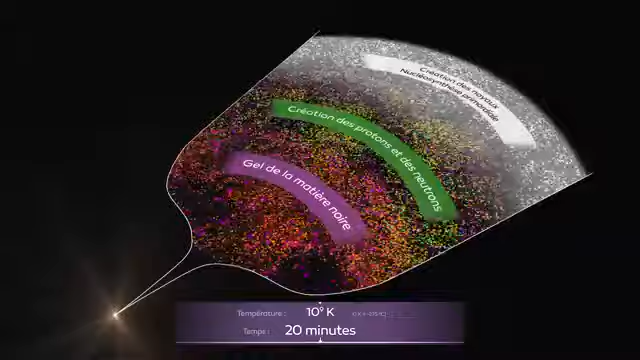 Création des noyaux
Nucléosynthèse primordiale
Création des protons et des neutrons
Gel de la matière noire
Température : 10⁹ K
Temps : 20 minutes